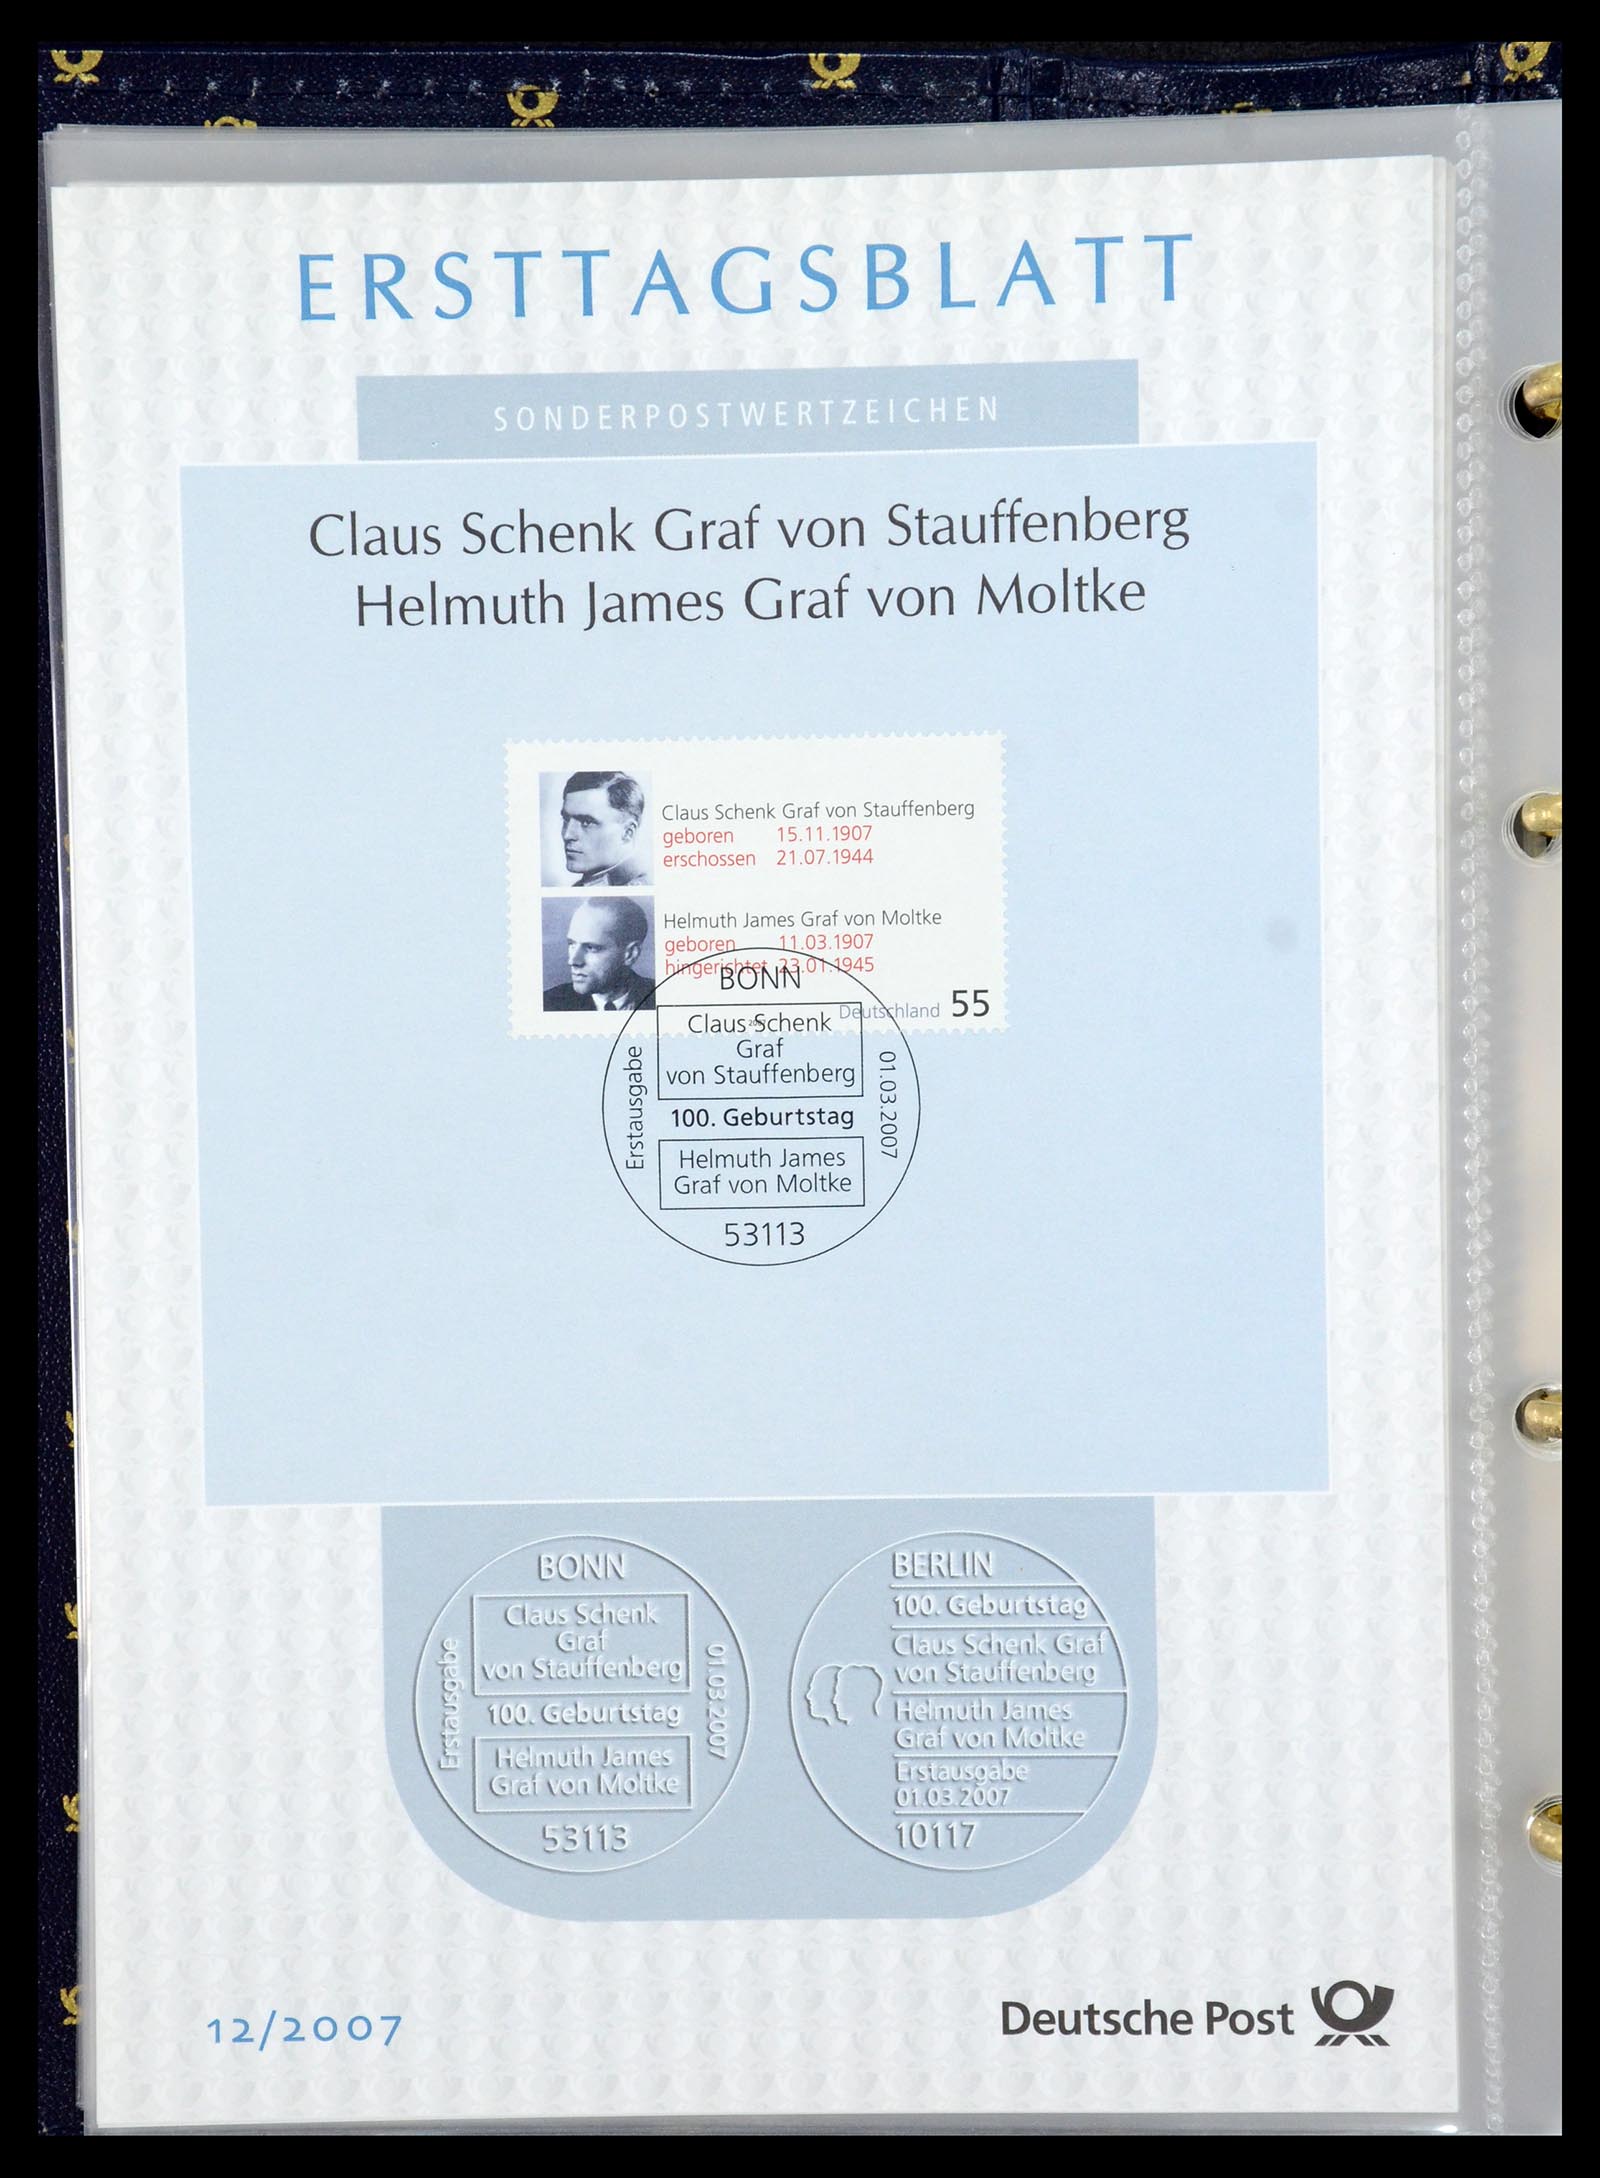 ERSTTAGSBLATT
SONDERPOSTWERTZEICHEN
Claus Schenk Graf von Stauffenberg
Helmuth James Graf von Moltke
Claus Schenk Graf von Stauffenberg
geboren 15.11.1907
erschossen 21.07.1944
Helmuth James Graf von Moltke
geboren 11.03.1907
hingerichtet 23.01.1945
Deutschland 55
BONN
Claus Schenk
Graf
von Stauffenberg
100. Geburtstag
Helmuth James
Graf von Moltke
53113
Erstausgabe
01.03.2007
BONN
Claus Schenk
Graf
von Stauffenberg
100. Geburtstag
Helmuth James
Graf von Moltke
53113
Erstausgabe
01.03.2007
BERLIN
100. Geburtstag
Claus Schenk Graf
von Stauffenberg
Helmuth James
Graf von Moltke
Erstausgabe
01.03.2007
10117
12/2007
Deutsche Post